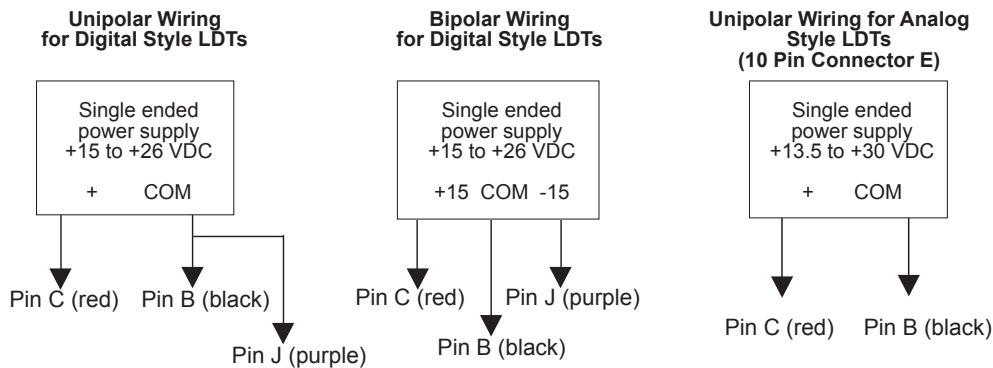 Unipolar Wiring
for Digital Style LDTs
Single ended
power supply
+15 to +26 VDC
+ COM
Pin C (red) Pin B (black)
Pin J (purple)
Bipolar Wiring
for Digital Style LDTs
Single ended
power supply
+15 to +26 VDC
+15 COM -15
Pin C (red) Pin J (purple)
Pin B (black)
Unipolar Wiring for Analog
Style LDTs
(10 Pin Connector E)
Single ended
power supply
+13.5 to +30 VDC
+ COM
Pin C (red) Pin B (black)